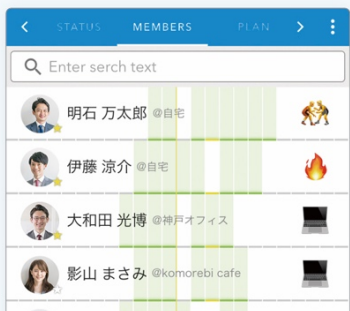 STATUS MEMBERS PLAN
Enter serch text
明石 万太郎 @自宅
伊藤 涼介 @自宅
大和田 光博 @神戸オフィス
影山 まさみ @komorebi cafe